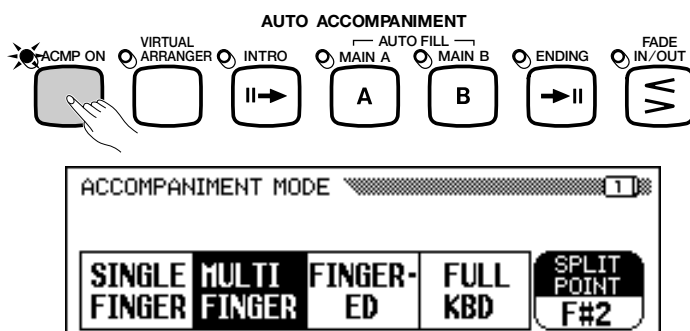 AUTO ACCOMPANIMENT
ACMP ON
VIRTUAL
ARRANGER
INTRO
AUTO FILL
MAIN A
MAIN B
ENDING
FADE
IN/OUT
A
B
ACCOMPANIMENT MODE
1
SINGLE
FINGER
MULTI
FINGER
FINGER-
ED
FULL
KBD
SPLIT
POINT
F#2